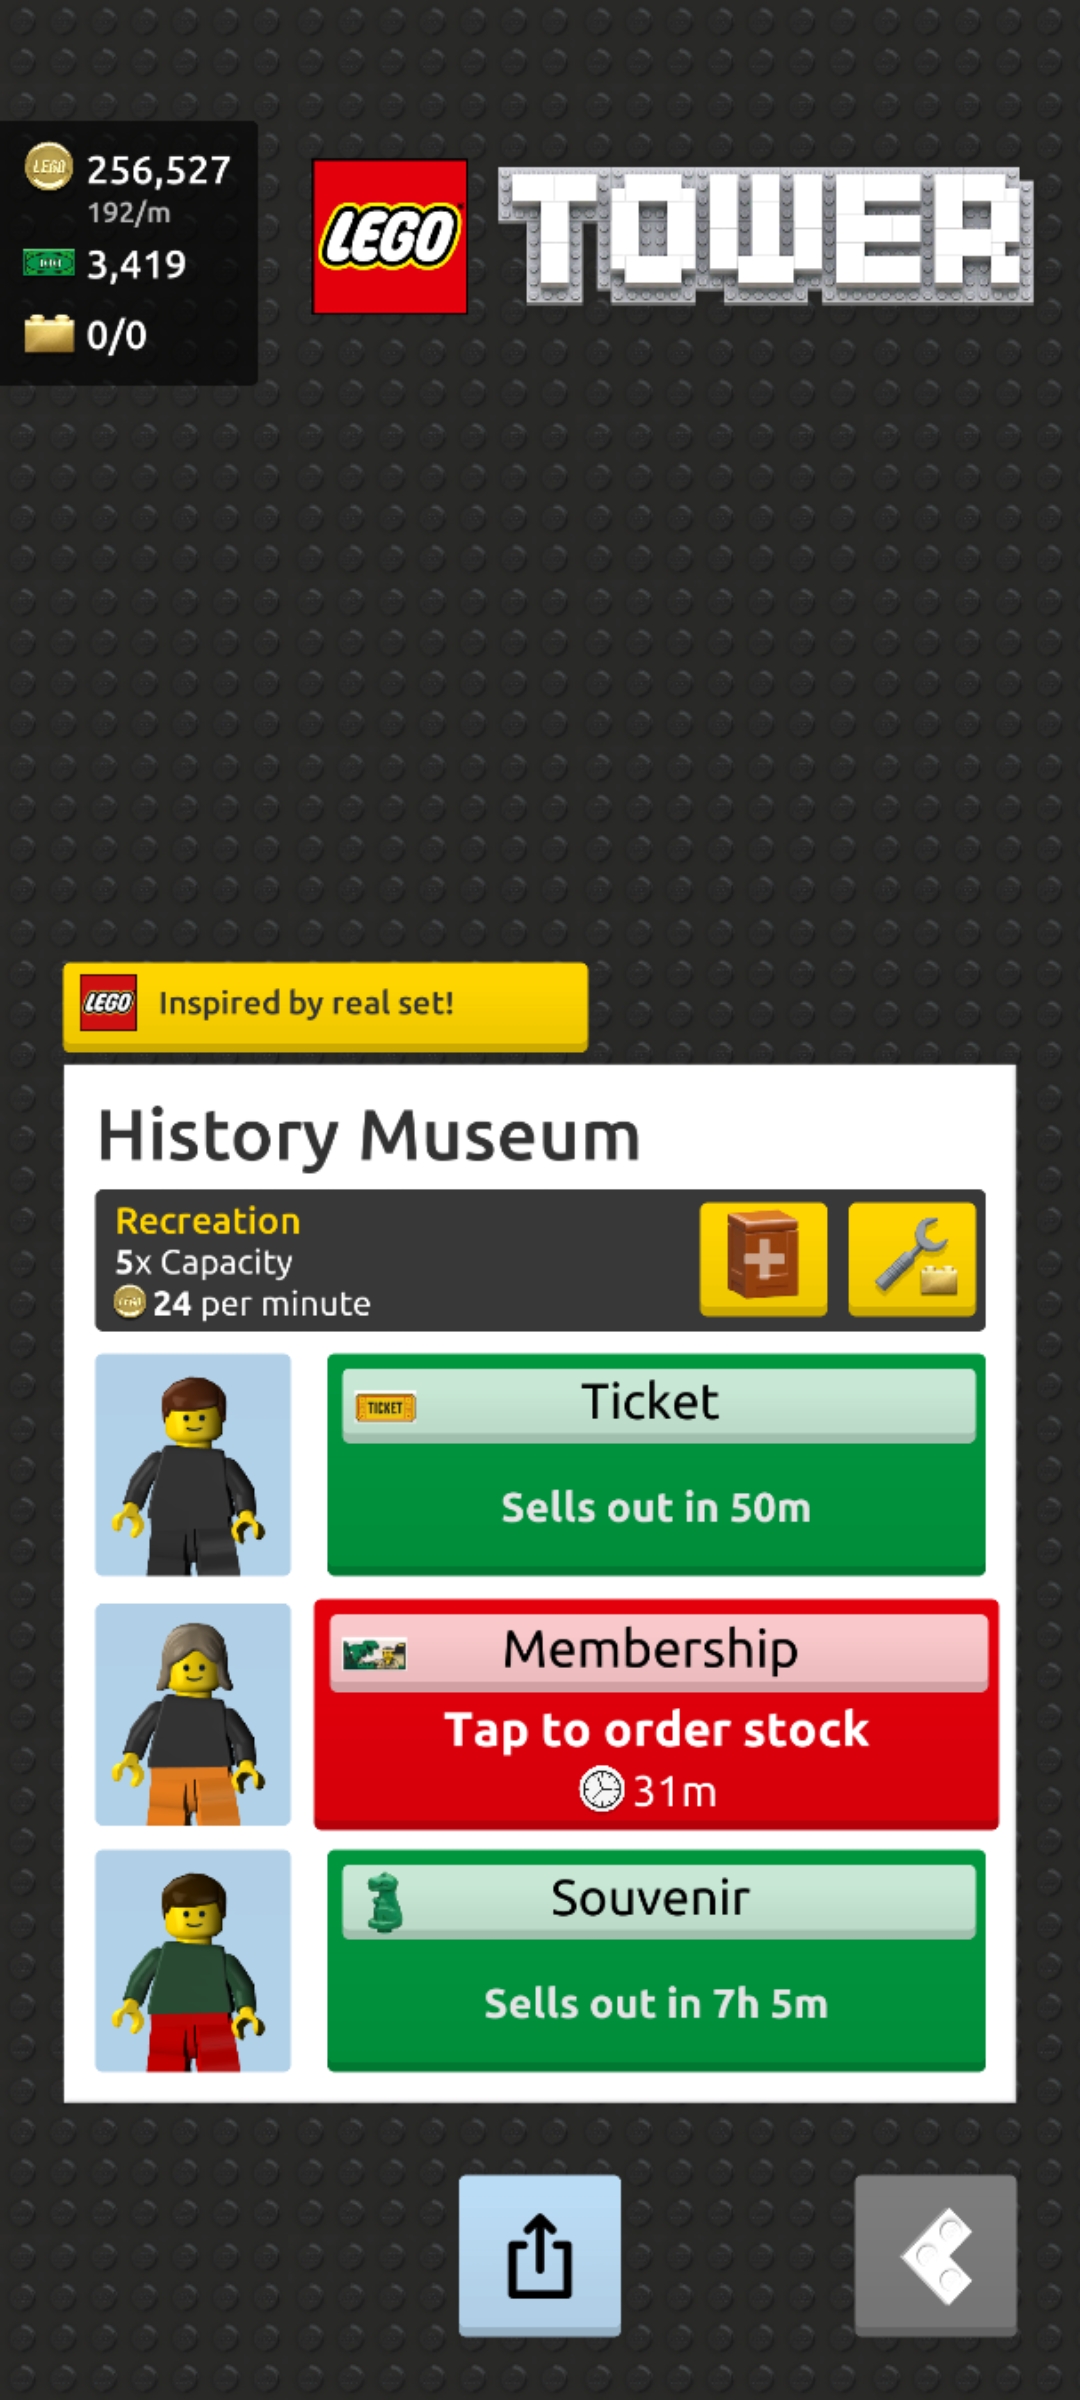 256,527
192/m
3,419
0/0
LEGO TOWER
LEGO Inspired by real set!
History Museum
Recreation
5x Capacity
24 per minute
TICKET Ticket
Sells out in 50m
Membership
Tap to order stock
31m
Souvenir
Sells out in 7h 5m